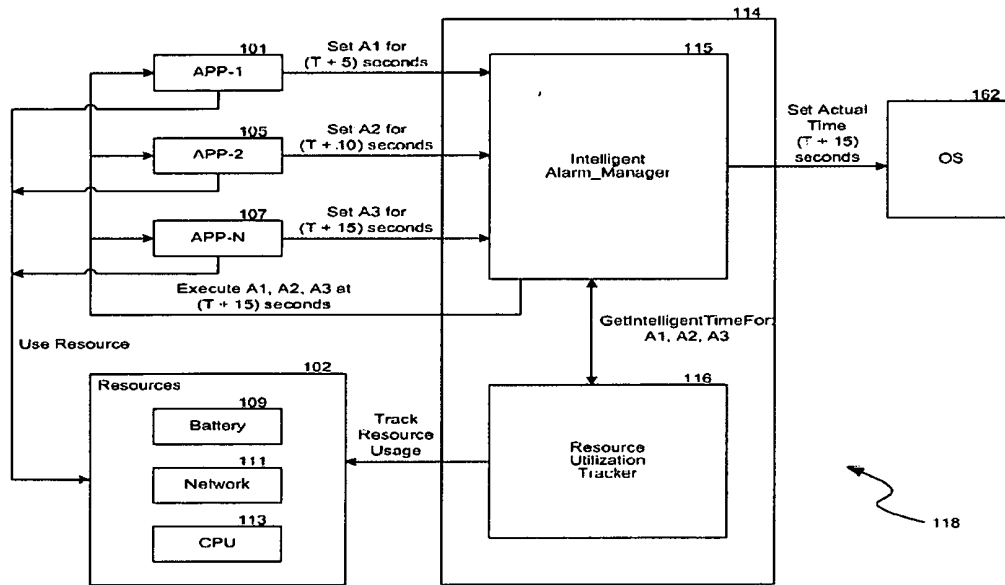 114
101
APP-1
Set A1 for
(T + 5) seconds
115
105
APP-2
Set A2 for
(T + .10) seconds
Intelligent
Alarm_Manager
Set Actual
Time
(T + 15)
seconds
162
OS
107
APP-N
Set A3 for
(T + 15) seconds
Execute A1, A2, A3 at
(T + 15) seconds
GetIntelligentTimeFor:
A1, A2, A3
Use Resource
102
Resources
109
Battery
111
Network
113
CPU
Track
Resource
Usage
116
Resource
Utilization
Tracker
118